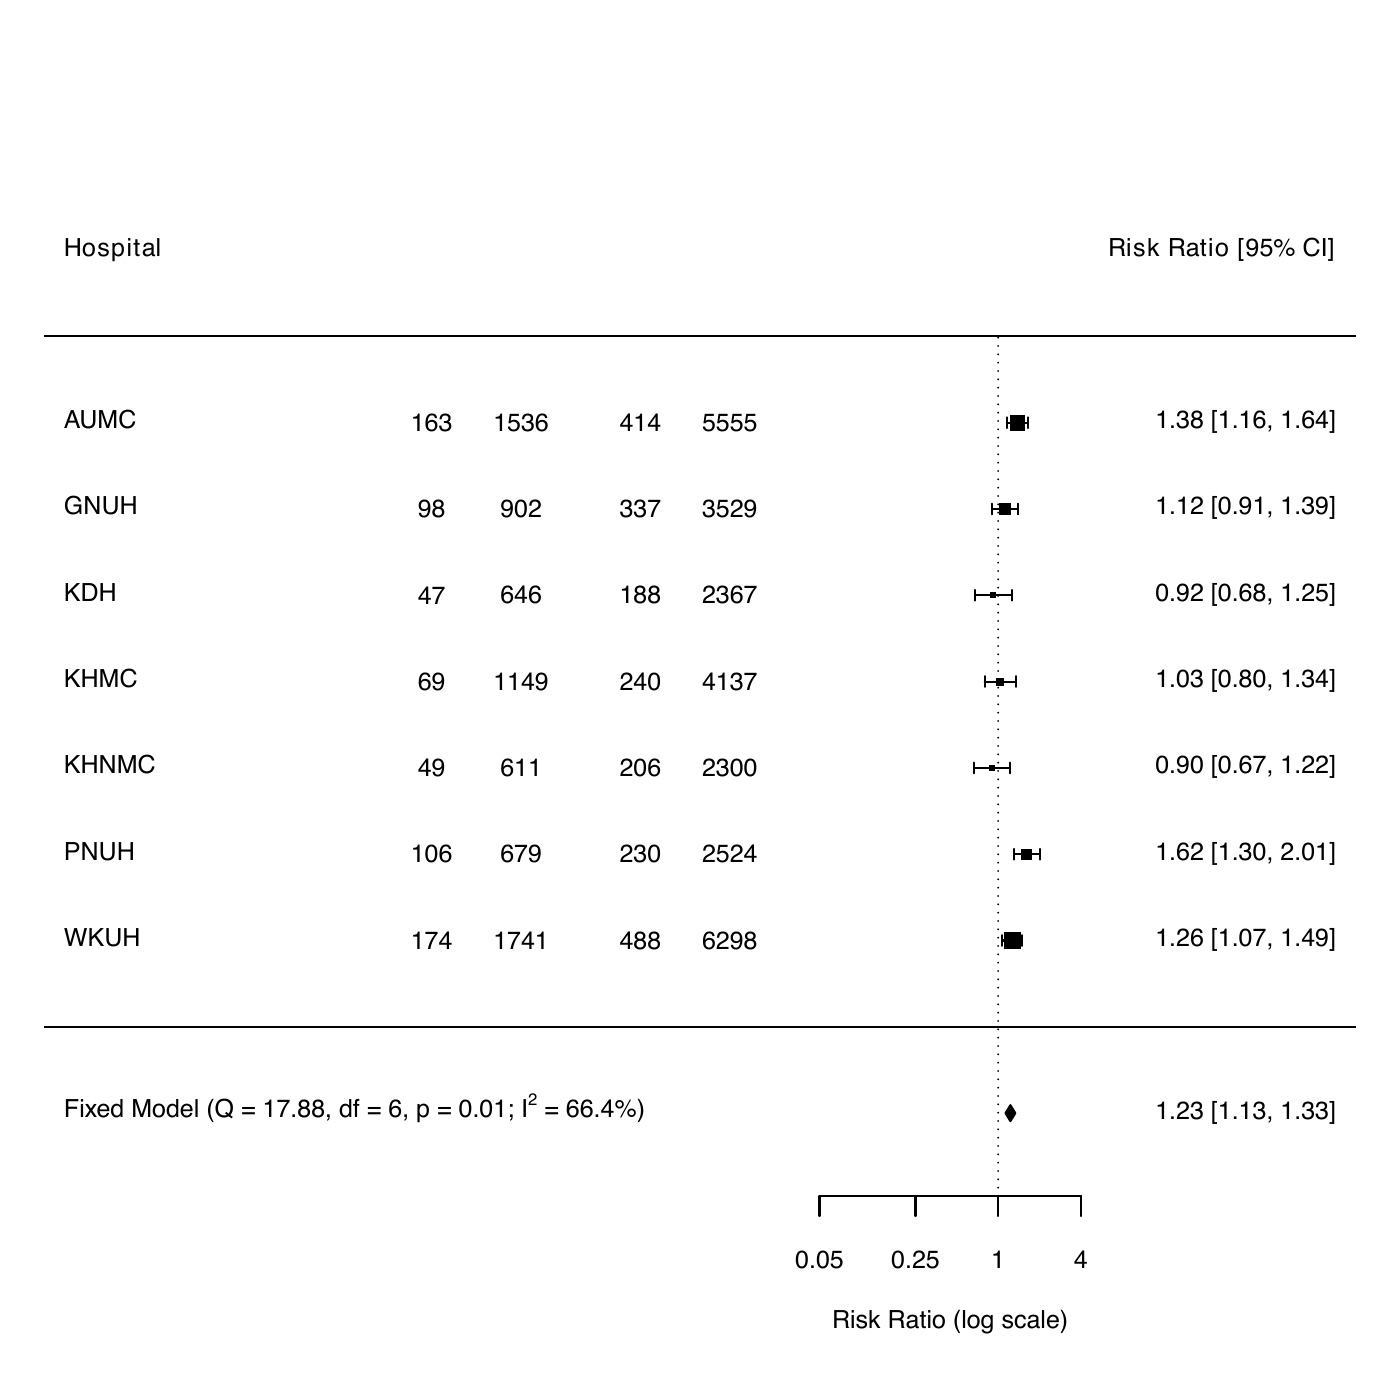 Hospital Risk Ratio [95% CI]
AUMC 163 1536 414 5555 1.38 [1.16, 1.64]
GNUH 98 902 337 3529 1.12 [0.91, 1.39]
KDH 47 646 188 2367 0.92 [0.68, 1.25]
KHMC 69 1149 240 4137 1.03 [0.80, 1.34]
KHNMC 49 611 206 2300 0.90 [0.67, 1.22]
PNUH 106 679 230 2524 1.62 [1.30, 2.01]
WKUH 174 1741 488 6298 1.26 [1.07, 1.49]
Fixed Model (Q = 17.88, df = 6, p = 0.01; I² = 66.4%) 1.23 [1.13, 1.33]
0.05 0.25 1 4
Risk Ratio (log scale)